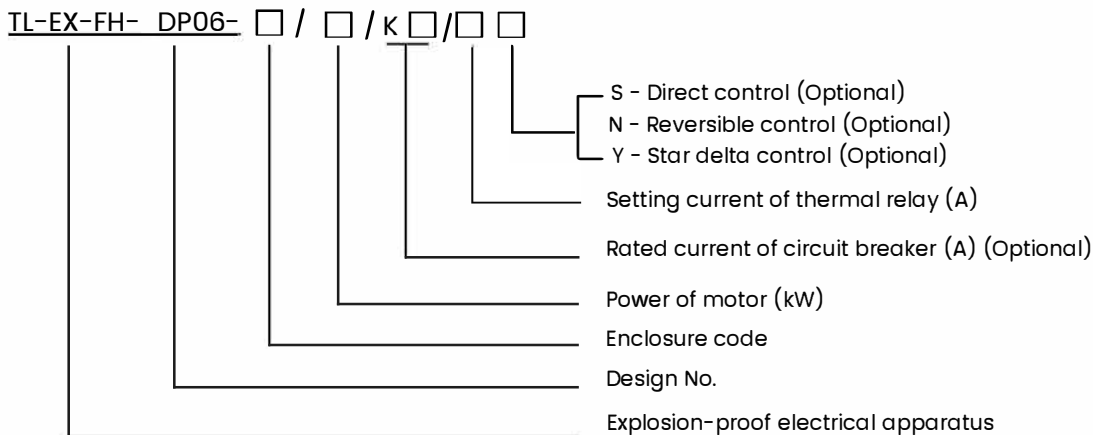 TL-EX-FH- DP06- □ / □ / K □ / □ □
S - Direct control (Optional)
N - Reversible control (Optional)
Y - Star delta control (Optional)
Setting current of thermal relay (A)
Rated current of circuit breaker (A) (Optional)
Power of motor (kW)
Enclosure code
Design No.
Explosion-proof electrical apparatus